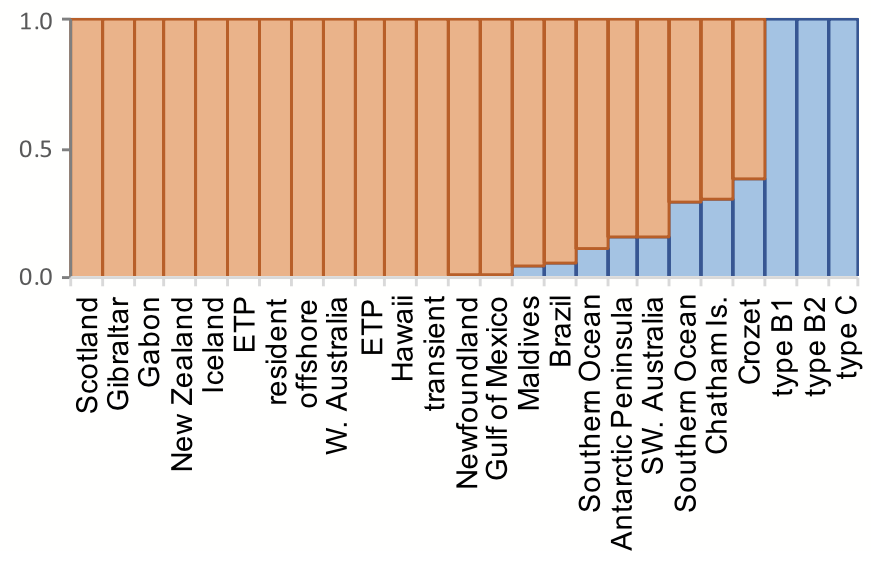 1.0
0.5
0.0
Scotland
Gibraltar
Gabon
New Zealand
Iceland
ETP
resident
offshore
W. Australia
ETP
Hawaii
transient
Newfoundland
Gulf of Mexico
Maldives
Brazil
Southern Ocean
Antarctic Peninsula
SW. Australia
Southern Ocean
Chatham Is.
Crozet
type B1
type B2
type C